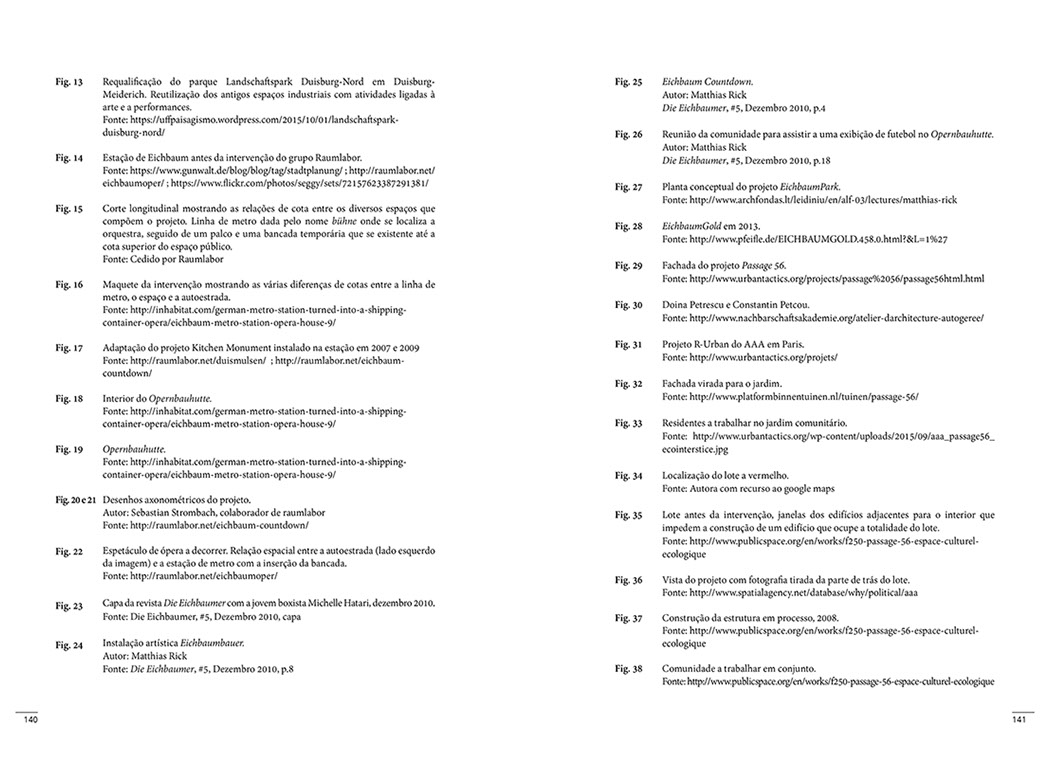 Fig. 13 Requalificação do parque Landschaftspark Duisburg-Nord em Duisburg-
Meiderich. Reutilização dos antigos espaços industriais com atividades ligadas à
arte e a performances.
Fonte: https://uffpaisagismo.wordpress.com/2015/10/01/landschaftspark-
duisburg-nord/
Fig. 14 Estação de Eichbaum antes da intervenção do grupo Raumlabor.
Fonte: https://www.gunwalt.de/blog/blog/tag/stadtplanung/ ; http://raumlabor.net/
eichbaumoper/ ; https://www.flickr.com/photos/seggy/sets/72157623387291381/
Fig. 15 Corte longitudinal mostrando as relações de cota entre os diversos espaços que
compõem o projeto. Linha de metro dada pelo nome bühne onde se localiza a
orquestra, seguido de um palco e uma bancada temporária que se existente até a
cota superior do espaço público.
Fonte: Cedido por Raumlabor
Fig. 16 Maquete da intervenção mostrando as várias diferenças de cotas entre a linha de
metro, o espaço e a autoestrada.
Fonte: http://inhabitat.com/german-metro-station-turned-into-a-shipping-
container-opera/eichbaum-metro-station-opera-house-9/
Fig. 17 Adaptação do projeto Kitchen Monument instalado na estação em 2007 e 2009
Fonte: http://raumlabor.net/duismulsen/ ; http://raumlabor.net/eichbaum-
countdown/
Fig. 18 Interior do Opernbauhutte.
Fonte: http://inhabitat.com/german-metro-station-turned-into-a-shipping-
container-opera/eichbaum-metro-station-opera-house-9/
Fig. 19 Opernbauhutte.
Fonte: http://inhabitat.com/german-metro-station-turned-into-a-shipping-
container-opera/eichbaum-metro-station-opera-house-9/
Fig. 20 e 21 Desenhos axonométricos do projeto.
Autor: Sebastian Strombach, colaborador de raumlabor
Fonte: http://raumlabor.net/eichbaum-countdown/
Fig. 22 Espetáculo de ópera a decorrer. Relação espacial entre a autoestrada (lado esquerdo
da imagem) e a estação de metro com a inserção da bancada.
Fonte: http://raumlabor.net/eichbaumoper/
Fig. 23 Capa da revista Die Eichbaumer com a jovem boxista Michelle Hatari, dezembro 2010.
Fonte: Die Eichbaumer, #5, Dezembro 2010, capa
Fig. 24 Instalação artística Eichbaumbauer.
Autor: Matthias Rick
Fonte: Die Eichbaumer, #5, Dezembro 2010, p.8
140
Fig. 25 Eichbaum Countdown.
Autor: Matthias Rick
Die Eichbaumer, #5, Dezembro 2010, p.4
Fig. 26 Reunião da comunidade para assistir a uma exibição de futebol no Opernbauhutte.
Autor: Matthias Rick
Die Eichbaumer, #5, Dezembro 2010, p.18
Fig. 27 Planta conceptual do projeto EichbaumPark.
Fonte: http://www.archfondas.lt/leidiniu/en/alf-03/lectures/matthias-rick
Fig. 28 EichbaumGold em 2013.
Fonte: http://www.pfeifle.de/EICHBAUMGOLD.458.0.html?&L=1%27
Fig. 29 Fachada do projeto Passage 56.
Fonte: http://www.urbantactics.org/projects/passage%2056/passage56html.html
Fig. 30 Doina Petrescu e Constantin Petcou.
Fonte: http://www.nachbarschaftsakademie.org/atelier-darchitecture-autogeree/
Fig. 31 Projeto R-Urban do AAA em Paris.
Fonte: http://www.urbantactics.org/projets/
Fig. 32 Fachada virada para o jardim.
Fonte: http://www.platformbinnentuinen.nl/tuinen/passage-56/
Fig. 33 Residentes a trabalhar no jardim comunitário.
Fonte: http://www.urbantactics.org/wp-content/uploads/2015/09/aaa_passage56_
ecointerstice.jpg
Fig. 34 Localização do lote a vermelho.
Fonte: Autora com recurso ao google maps
Fig. 35 Lote antes da intervenção, janelas dos edifícios adjacentes para o interior que
impedem a construção de um edifício que ocupe a totalidade do lote.
Fonte: http://www.publicspace.org/en/works/f250-passage-56-espace-culturel-
ecologique
Fig. 36 Vista do projeto com fotografia tirada da parte de trás do lote.
Fonte: http://www.spatialagency.net/database/why/political/aaa
Fig. 37 Construção da estrutura em processo, 2008.
Fonte: http://www.publicspace.org/en/works/f250-passage-56-espace-culturel-
ecologique
Fig. 38 Comunidade a trabalhar em conjunto.
Fonte: http://www.publicspace.org/en/works/f250-passage-56-espace-culturel-ecologique
141